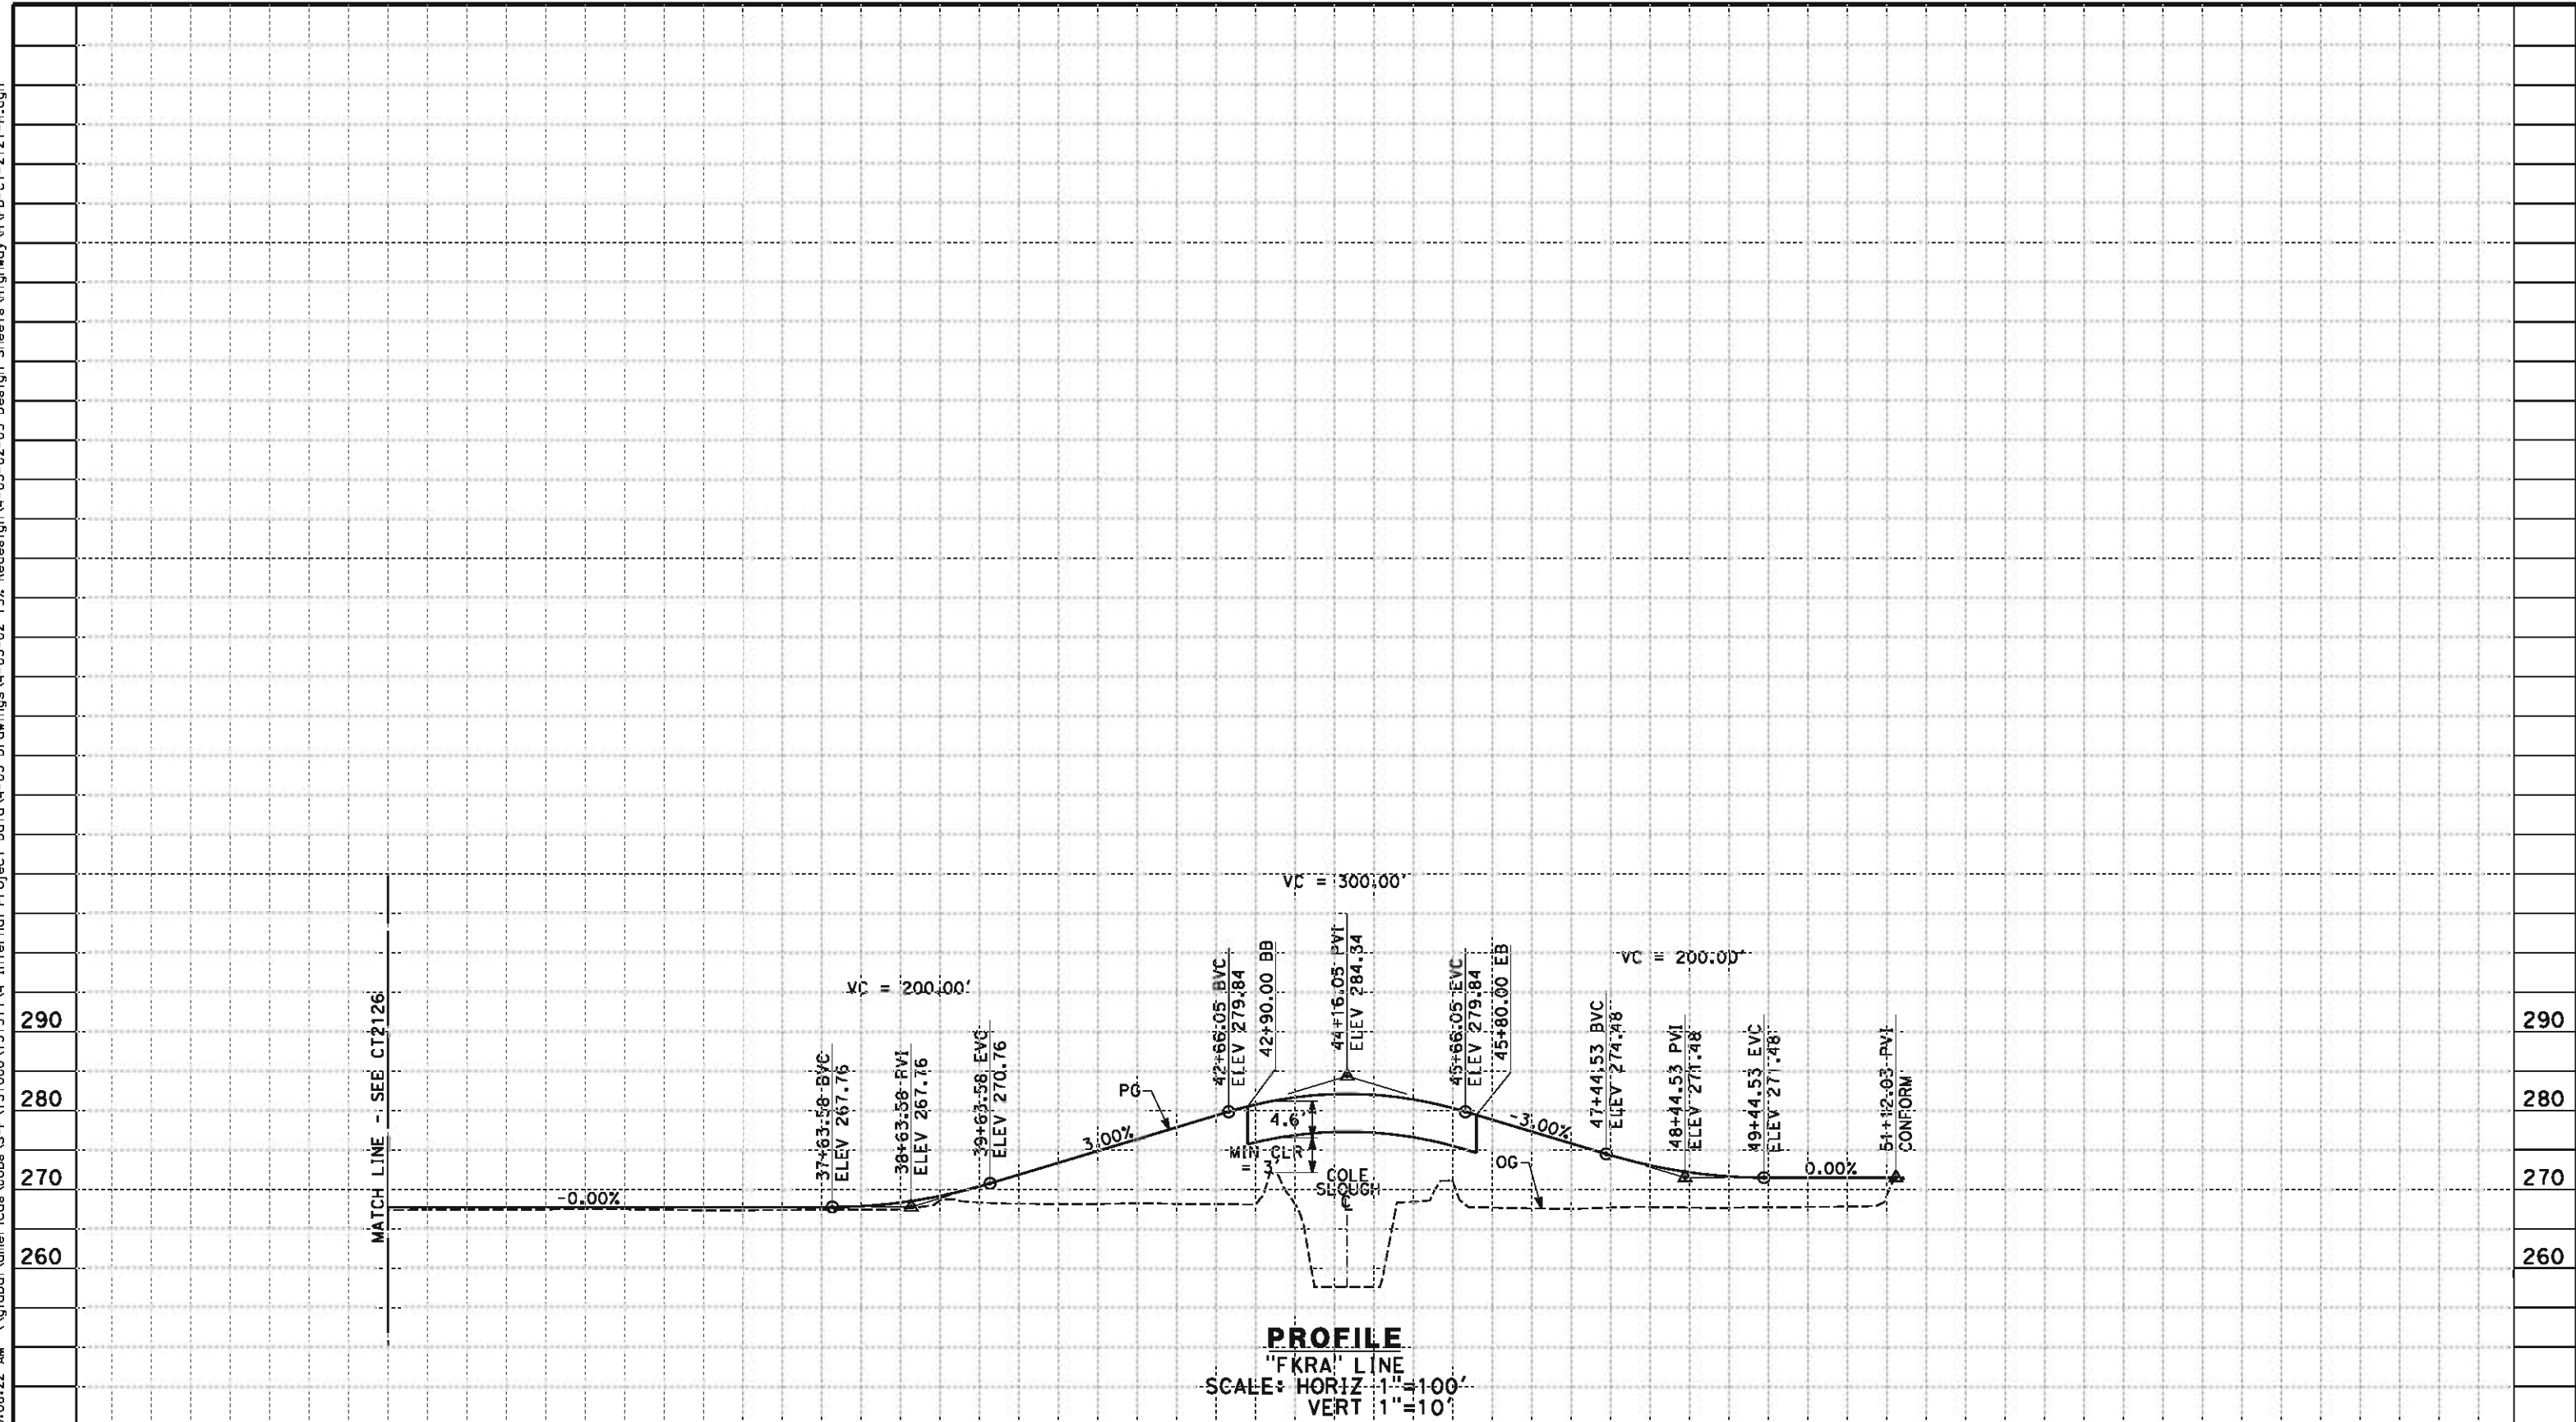 VC = 300.00'
VC = 200.00'
VC = 200.00'
MATCH LINE - SEE CT2126
37+63.58 BVC
ELEV 267.76
38+63.58 PVI
ELEV 267.76
39+63.58 EVC
ELEV 270.76
42+66.05 BVC
ELEV 279.84
42+90.00 BB
44+16.05 PVI
ELEV 284.34
45+66.05 EVC
ELEV 279.84
45+80.00 EB
47+44.53 BVC
ELEV 274.48
48+44.53 PVI
ELEV 271.48
49+44.53 EVC
ELEV 271.48
51+12.03 PVI
CONFORM
290
290
280
280
270
270
260
260
PG
3.00%
-3.00%
4.6'
MIN CLR
= 3'
COLE
SLOUGH
℄
OG
-0.00%
0.00%
PROFILE
"FKRA" LINE
SCALE: HORIZ 1"=100'
VERT 1"=10'